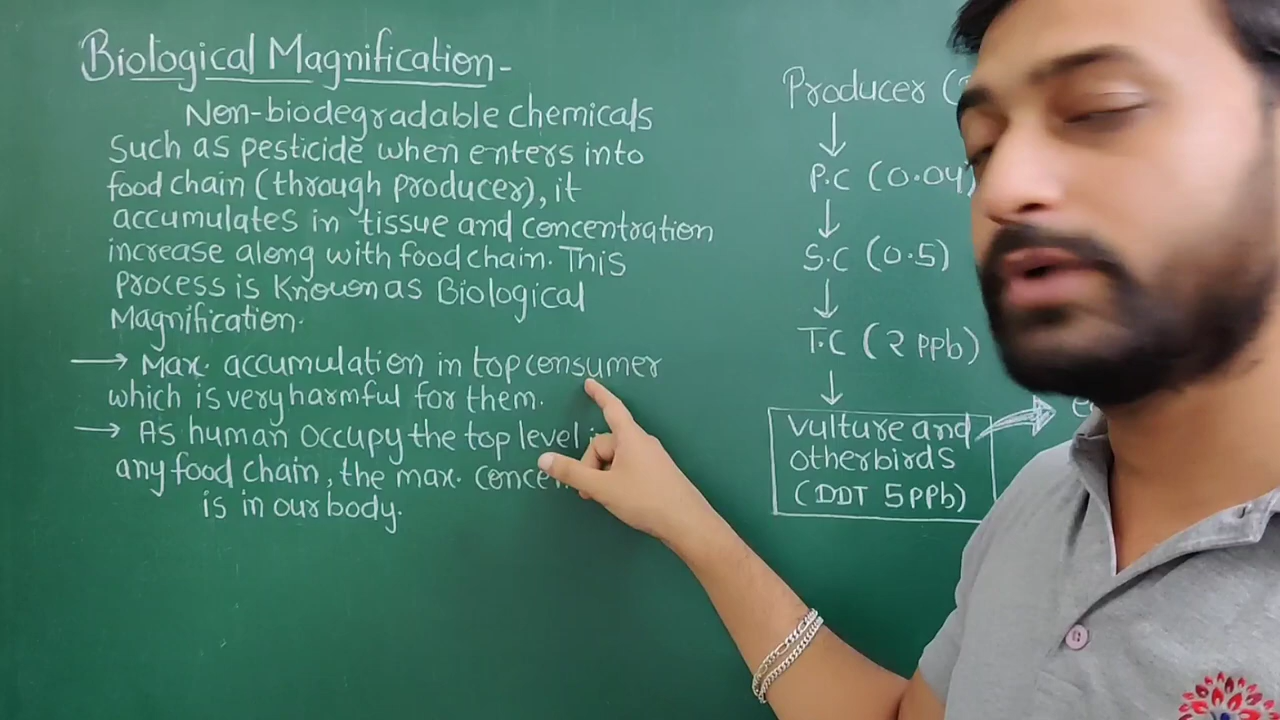 Biological Magnification-
Non-biodegradable chemicals
Such as pesticide when enters into
food chain (through producer), it
accumulates in tissue and concentration
increase along with food chain. This
process is Known as Biological
Magnification.
→ Max. accumulation in top consumer
which is very harmful for them.
→ As human occupy the top level
any food chain, the max.
is in our body.
Producer (
↓
P.C (0.04)
↓
S.C (0.5)
↓
T.C (2 ppb)
↓
Vulture and
other birds
(DDT 5PPb)